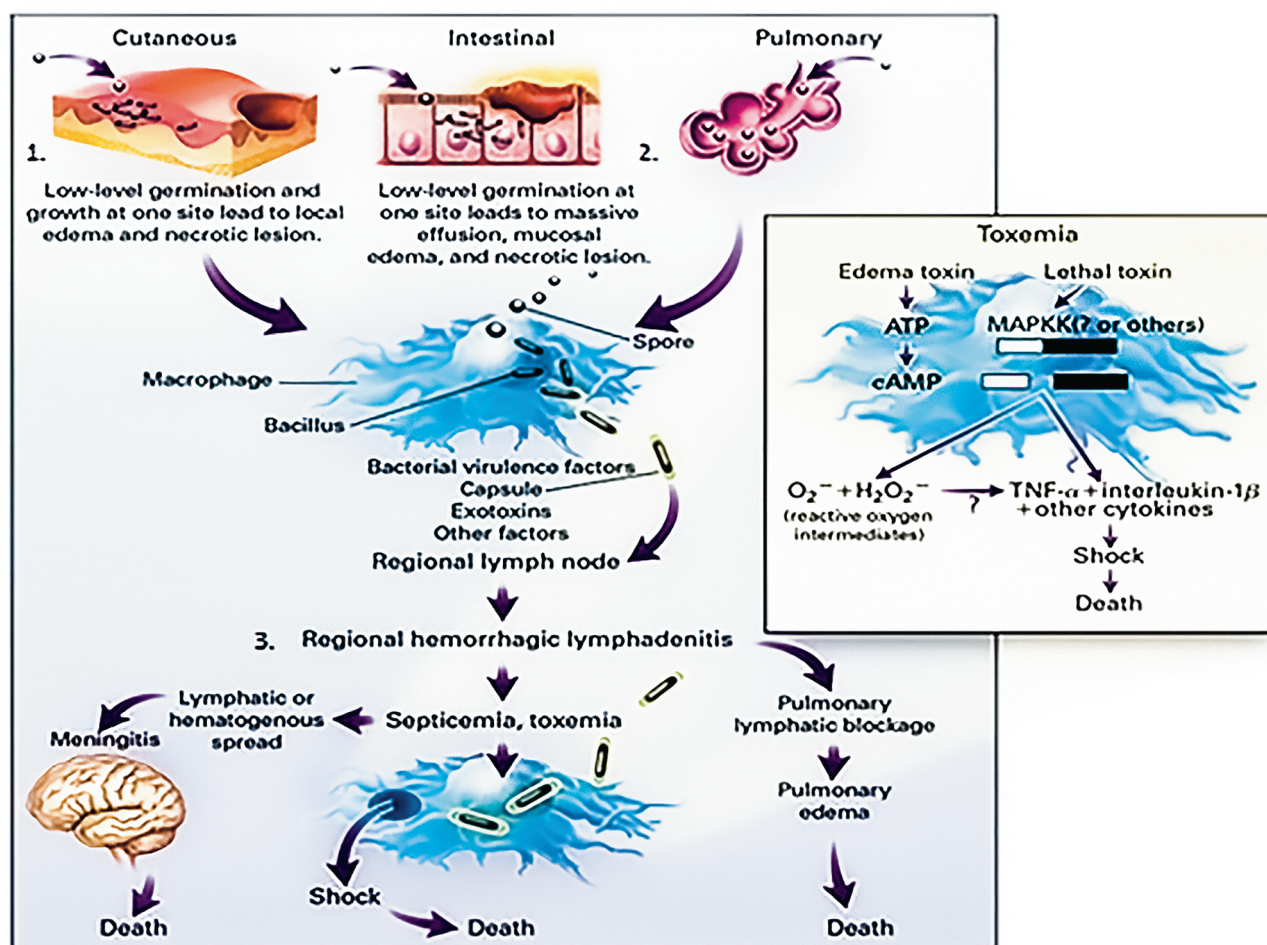 Cutaneous
Intestinal
Pulmonary
1.
2.
Low-level germination and
growth at one site lead to local
edema and necrotic lesion.
Low-level germination at
one site leads to massive
effusion, mucosal
edema, and necrotic lesion.
Spore
Macrophage
Bacillus
Bacterial virulence factors
Capsule
Exotoxins
Other factors
Regional lymph node
3. Regional hemorrhagic lymphadenitis
Septicemia, toxemia
Lymphatic or
hematogenous
spread
Meningitis
Death
Shock
Death
Pulmonary
lymphatic blockage
Pulmonary
edema
Death
Toxemia
Edema toxin
Lethal toxin
ATP
MAPKK(? or others)
cAMP
O₂⁻ + H₂O₂⁻
(reactive oxygen
intermediates)
?
TNF-α + interleukin-1β
+ other cytokines
Shock
Death